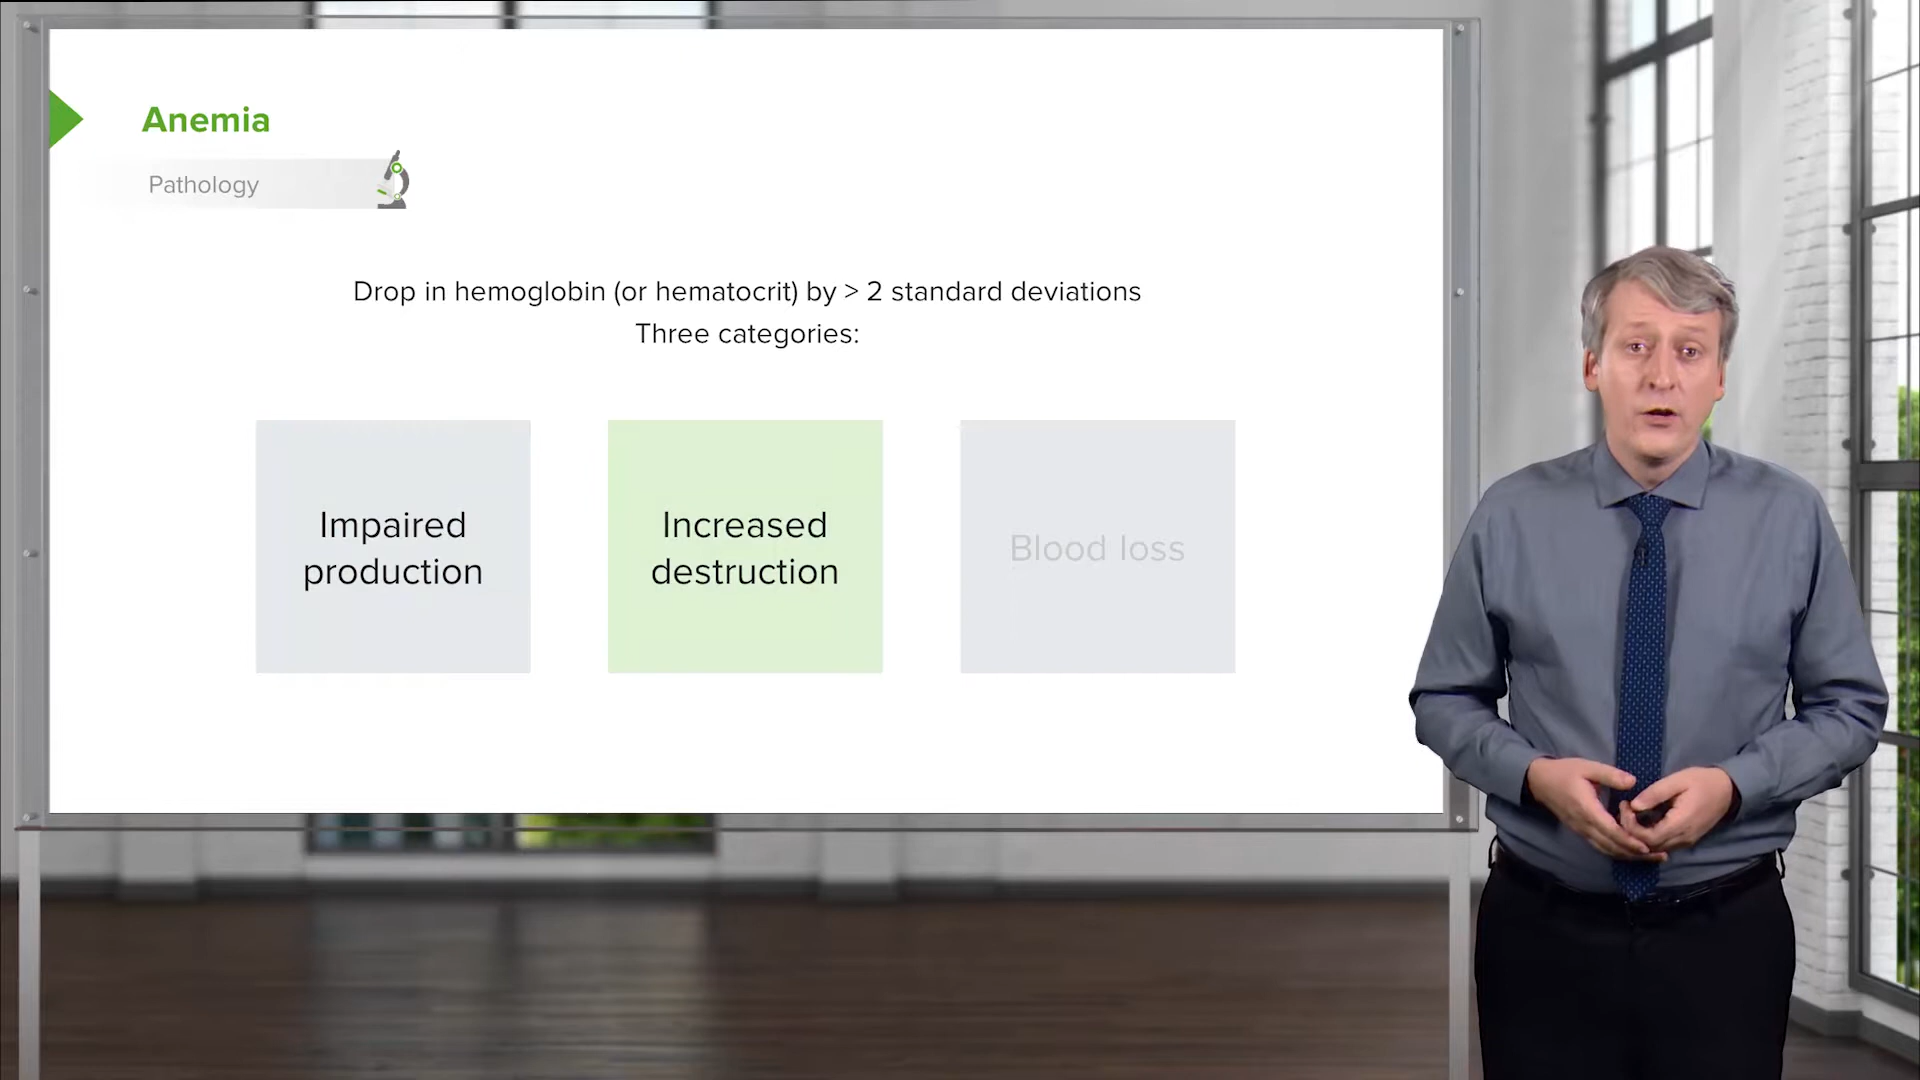 Anemia
Pathology
Drop in hemoglobin (or hematocrit) by > 2 standard deviations
Three categories:
Impaired
production
Increased
destruction
Blood loss